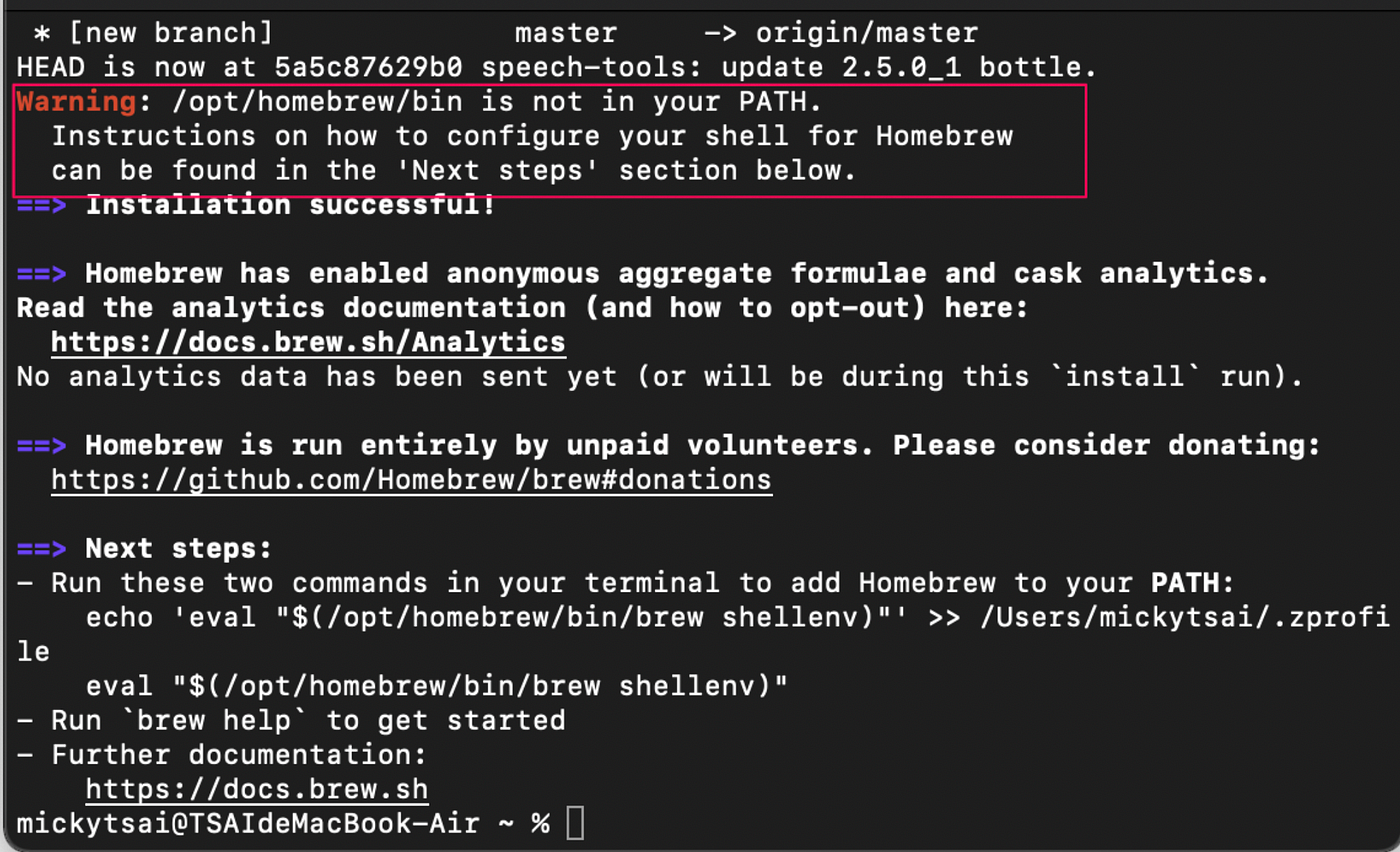 * [new branch]              master     -> origin/master
HEAD is now at 5a5c87629b0 speech-tools: update 2.5.0_1 bottle.
Warning: /opt/homebrew/bin is not in your PATH.
  Instructions on how to configure your shell for Homebrew
  can be found in the 'Next steps' section below.
==> Installation successful!
==> Homebrew has enabled anonymous aggregate formulae and cask analytics.
Read the analytics documentation (and how to opt-out) here:
  https://docs.brew.sh/Analytics
No analytics data has been sent yet (or will be during this `install` run).
==> Homebrew is run entirely by unpaid volunteers. Please consider donating:
  https://github.com/Homebrew/brew#donations
==> Next steps:
- Run these two commands in your terminal to add Homebrew to your PATH:
    echo 'eval "$(/opt/homebrew/bin/brew shellenv)"' >> /Users/mickytsai/.zprofi
le
    eval "$(/opt/homebrew/bin/brew shellenv)"
- Run `brew help` to get started
- Further documentation:
    https://docs.brew.sh
mickytsai@TSAIdeMacBook-Air ~ %